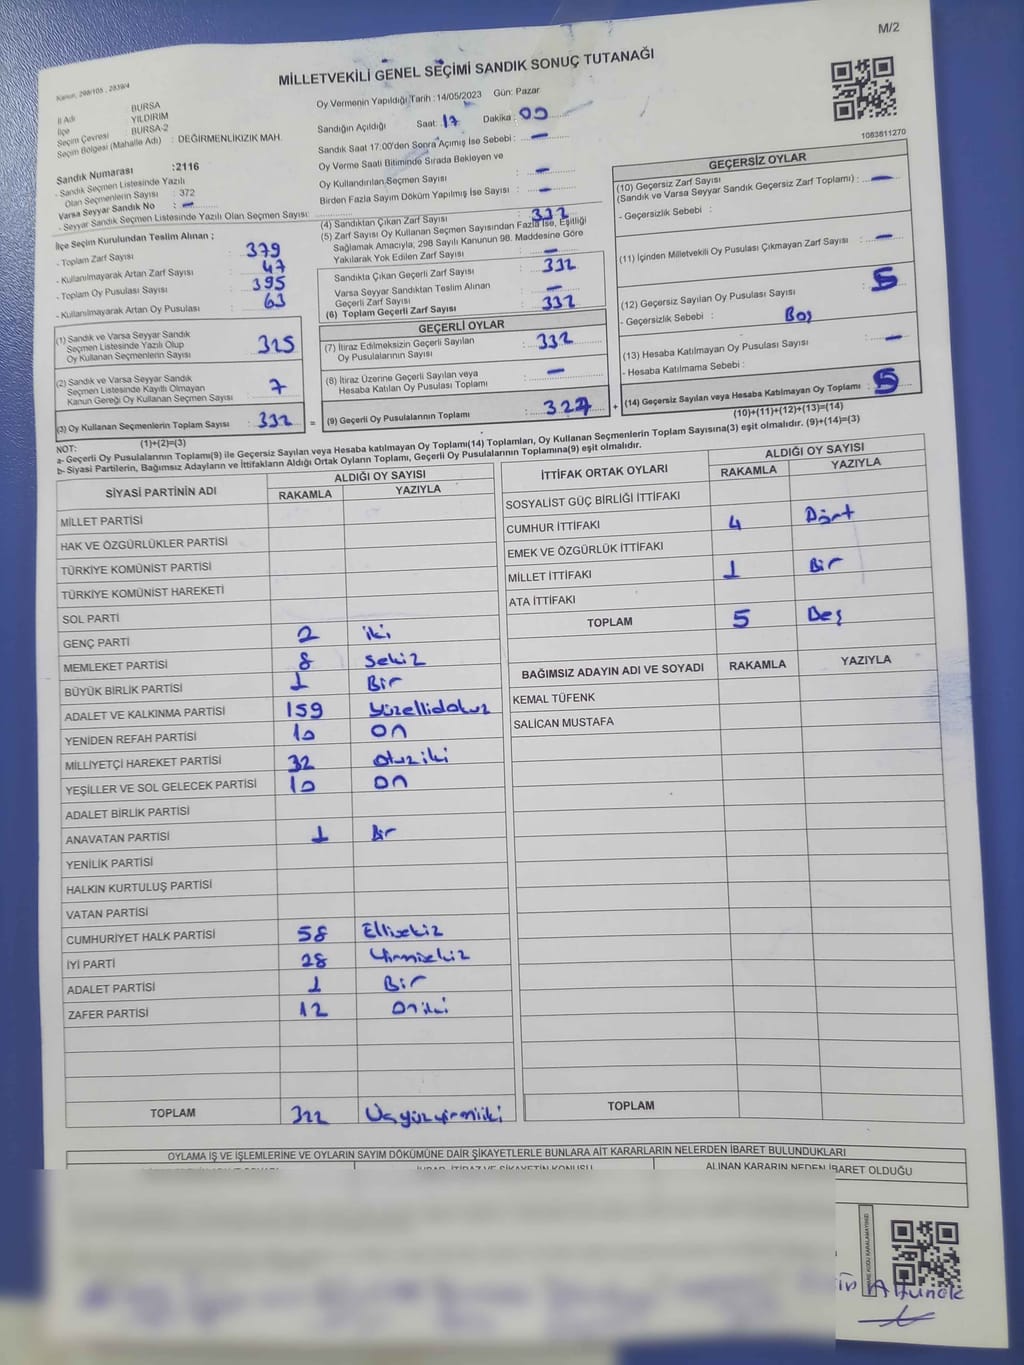 M/2
Kanun: 298/105 , 2839/4
MİLLETVEKİLİ GENEL SEÇİMİ SANDIK SONUÇ TUTANAĞI
İl Adı : BURSA
İlçe : YILDIRIM
Seçim Çevresi : BURSA-2
Seçim Bölgesi (Mahalle Adı) : DEĞİRMENLİKIZIK MAH.
Oy Vermenin Yapıldığı Tarih : 14/05/2023 Gün: Pazar
Sandığın Açıldığı Saat: 17 Dakika : 00
Sandık Saat 17:00'den Sonra Açımış İse Sebebi : —
Oy Verme Saati Bitiminde Sırada Bekleyen ve
Oy Kullandırılan Seçmen Sayısı : —
Birden Fazla Sayım Döküm Yapılmış İse Sayısı : —
1083811270
Sandık Numarası :2116
- Sandık Seçmen Listesinde Yazılı
Olan Seçmenlerin Sayısı : 372
Varsa Seyyar Sandık No : —
- Seyyar Sandık Seçmen Listesinde Yazılı Olan Seçmen Sayısı:
İlçe Seçim Kurulundan Teslim Alınan ;
- Toplam Zarf Sayısı : 379
- Kullanılmayarak Artan Zarf Sayısı : 47
- Toplam Oy Pusulası Sayısı : 395
- Kullanılmayarak Artan Oy Pusulası : 63
(1) Sandık ve Varsa Seyyar Sandık
Seçmen Listesinde Yazılı Olup
Oy Kullanan Seçmenlerin Sayısı : 325
(2) Sandık ve Varsa Seyyar Sandık
Seçmen Listesinde Kayıtlı Olmayan
Kanun Gereği Oy Kullanan Seçmen Sayısı : 7
(3) Oy Kullanan Seçmenlerin Toplam Sayısı : 332
(1)+(2)=(3)
(4) Sandıktan Çıkan Zarf Sayısı : 332
(5) Zarf Sayısı Oy Kullanan Seçmen Sayısından Fazla İse, Eşitliği
Sağlamak Amacıyla, 298 Sayılı Kanunun 98. Maddesine Göre
Yakılarak Yok Edilen Zarf Sayısı : —
Sandıkta Çıkan Geçerli Zarf Sayısı : 332
Varsa Seyyar Sandıktan Teslim Alınan
Geçerli Zarf Sayısı : —
(6) Toplam Geçerli Zarf Sayısı : 332
GEÇERLİ OYLAR
(7) İtiraz Edilmeksizin Geçerli Sayılan
Oy Pusulalarının Sayısı : 332
(8) İtiraz Üzerine Geçerli Sayılan veya
Hesaba Katılan Oy Pusulası Toplamı : —
= (9) Geçerli Oy Pusulalarının Toplamı : 327 +
GEÇERSİZ OYLAR
(10) Geçersiz Zarf Sayısı
(Sandık ve Varsa Seyyar Sandık Geçersiz Zarf Toplamı) : —
- Geçersizlik Sebebi :
(11) İçinden Milletvekili Oy Pusulası Çıkmayan Zarf Sayısı : —
(12) Geçersiz Sayılan Oy Pusulası Sayısı : 5
- Geçersizlik Sebebi : Boş
(13) Hesaba Katılmayan Oy Pusulası Sayısı : —
- Hesaba Katılmama Sebebi :
(14) Geçersiz Sayılan veya Hesaba Katılmayan Oy Toplamı : 5
(10)+(11)+(12)+(13)=(14)
NOT:
a- Geçerli Oy Pusulalarının Toplamı(9) ile Geçersiz Sayılan veya Hesaba katılmayan Oy Toplamı(14) Toplamları, Oy Kullanan Seçmenlerin Toplam Sayısına(3) eşit olmalıdır. (9)+(14)=(3)
b- Siyasi Partilerin, Bağımsız Adayların ve İttifakların Aldığı Ortak Oyların Toplamı, Geçerli Oy Pusulalarının Toplamına(9) eşit olmalıdır.
SİYASİ PARTİNİN ADI ALDIĞI OY SAYISI
RAKAMLA YAZIYLA
MİLLET PARTİSİ
HAK VE ÖZGÜRLÜKLER PARTİSİ
TÜRKİYE KOMÜNİST PARTİSİ
TÜRKİYE KOMÜNİST HAREKETİ
SOL PARTİ
GENÇ PARTİ 2 iki
MEMLEKET PARTİSİ 8 sekiz
BÜYÜK BİRLİK PARTİSİ 1 Bir
ADALET VE KALKINMA PARTİSİ 159 Yüzellidokuz
YENİDEN REFAH PARTİSİ 10 On
MİLLİYETÇİ HAREKET PARTİSİ 32 Otuziki
YEŞİLLER VE SOL GELECEK PARTİSİ 10 On
ADALET BİRLİK PARTİSİ
ANAVATAN PARTİSİ 1 Bir
YENİLİK PARTİSİ
HALKIN KURTULUŞ PARTİSİ
VATAN PARTİSİ
CUMHURİYET HALK PARTİSİ 58 Ellisekiz
İYİ PARTİ 28 Yirmisekiz
ADALET PARTİSİ 1 Bir
ZAFER PARTİSİ 12 Oniki
TOPLAM 322 Üçyüzyirmiiki
İTTİFAK ORTAK OYLARI ALDIĞI OY SAYISI
RAKAMLA YAZIYLA
SOSYALİST GÜÇ BİRLİĞİ İTTİFAKI
CUMHUR İTTİFAKI 4 Dört
EMEK VE ÖZGÜRLÜK İTTİFAKI
MİLLET İTTİFAKI 1 Bir
ATA İTTİFAKI
TOPLAM 5 Beş
BAĞIMSIZ ADAYIN ADI VE SOYADI RAKAMLA YAZIYLA
KEMAL TÜFENK
SALİCAN MUSTAFA
TOPLAM
OYLAMA İŞ VE İŞLEMLERİNE VE OYLARIN SAYIM DÖKÜMÜNE DAİR ŞİKAYETLERLE BUNLARA AİT KARARLARIN NELERDEN İBARET BULUNDUKLARI
ALINAN KARARIN NEDEN İBARET OLDUĞU